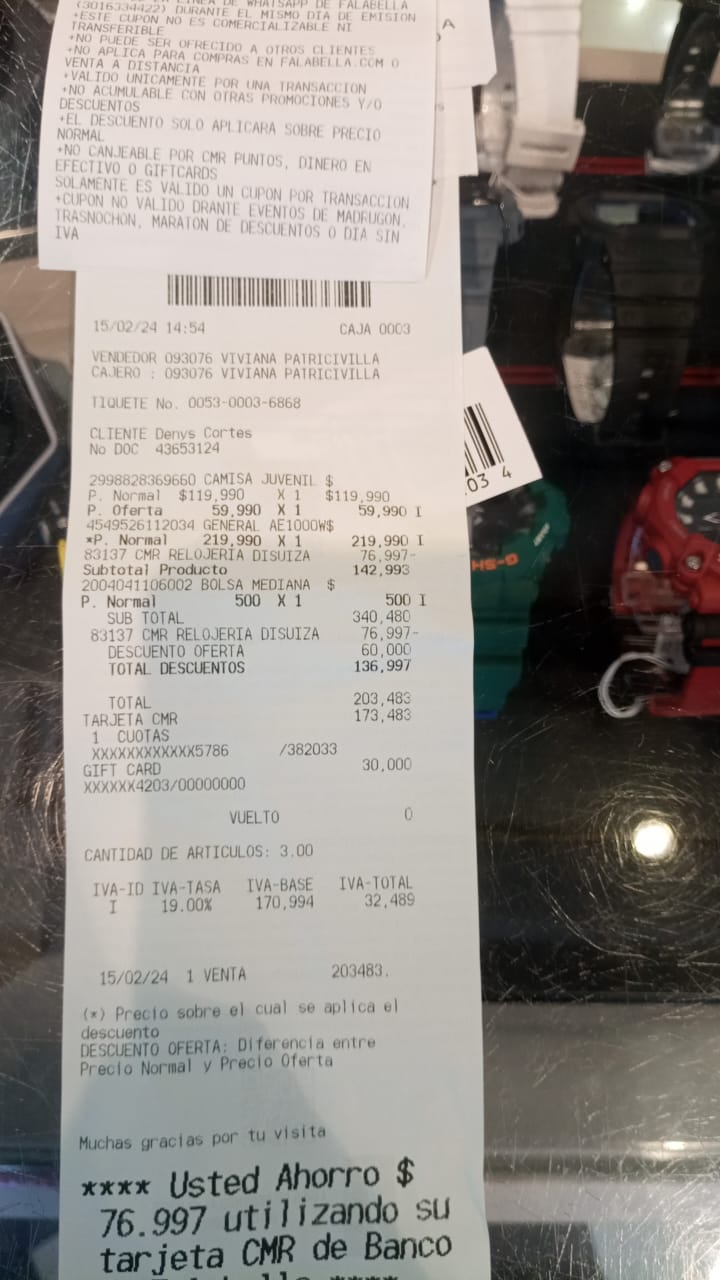 (3016334422) DURANTE EL MISMO DIA DE EMISION
+ESTE CUPON NO ES COMERCIALIZABLE NI
TRANSFERIBLE
+NO PUEDE SER OFRECIDO A OTROS CLIENTES
+NO APLICA PARA COMPRAS EN FALABELLA.COM O
VENTA A DISTANCIA
+VALIDO UNICAMENTE POR UNA TRANSACCION
+NO ACUMULABLE CON OTRAS PROMOCIONES Y/O
DESCUENTOS
+EL DESCUENTO SOLO APLICARA SOBRE PRECIO
NORMAL
+NO CANJEABLE POR CMR PUNTOS, DINERO EN
EFECTIVO O GIFTCARDS
SOLAMENTE ES VALIDO UN CUPON POR TRANSACCION
+CUPON NO VALIDO DRANTE EVENTOS DE MADRUGON,
TRASNOCHON, MARATON DE DESCUENTOS O DIA SIN
IVA
15/02/24 14:54 CAJA 0003
VENDEDOR 093076 VIVIANA PATRICIVILLA
CAJERO : 093076 VIVIANA PATRICIVILLA
TIQUETE No. 0053-0003-6868
CLIENTE Denys Cortes
No DOC 43653124
2998828369660 CAMISA JUVENIL $
P. Normal $119,990 X 1 $119,990
P. Oferta 59,990 X 1 59,990 I
4549526112034 GENERAL AE1000W$
*P. Normal 219,990 X 1 219,990 I
83137 CMR RELOJERIA DISUIZA 76,997-
Subtotal Producto 142,993
2004041106002 BOLSA MEDIANA $
P. Normal 500 X 1 500 I
SUB TOTAL 340,480
83137 CMR RELOJERIA DISUIZA 76,997-
DESCUENTO OFERTA 60,000
TOTAL DESCUENTOS 136,997
TOTAL 203,483
TARJETA CMR 173,483
1 CUOTAS
XXXXXXXXXXXX5786 /382033
GIFT CARD 30,000
XXXXXX4203/00000000
VUELTO 0
CANTIDAD DE ARTICULOS: 3.00
IVA-ID IVA-TASA IVA-BASE IVA-TOTAL
I 19.00% 170,994 32,489
15/02/24 1 VENTA 203483.
(*) Precio sobre el cual se aplica el
descuento
DESCUENTO OFERTA: Diferencia entre
Precio Normal y Precio Oferta
Muchas gracias por tu visita
**** Usted Ahorro $
76.997 utilizando su
tarjeta CMR de Banco
03 4
HS-D